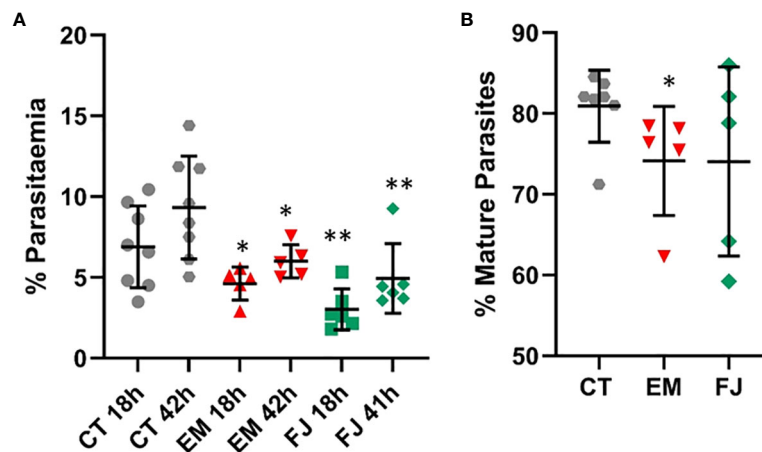 A
% Parasitaemia
20
15
10
5
0
*
*
**
**
CT 18h
CT 42h
EM 18h
EM 42h
FJ 18h
FJ 41h
B
% Mature Parasites
90
80
70
60
50
*
CT
EM
FJ